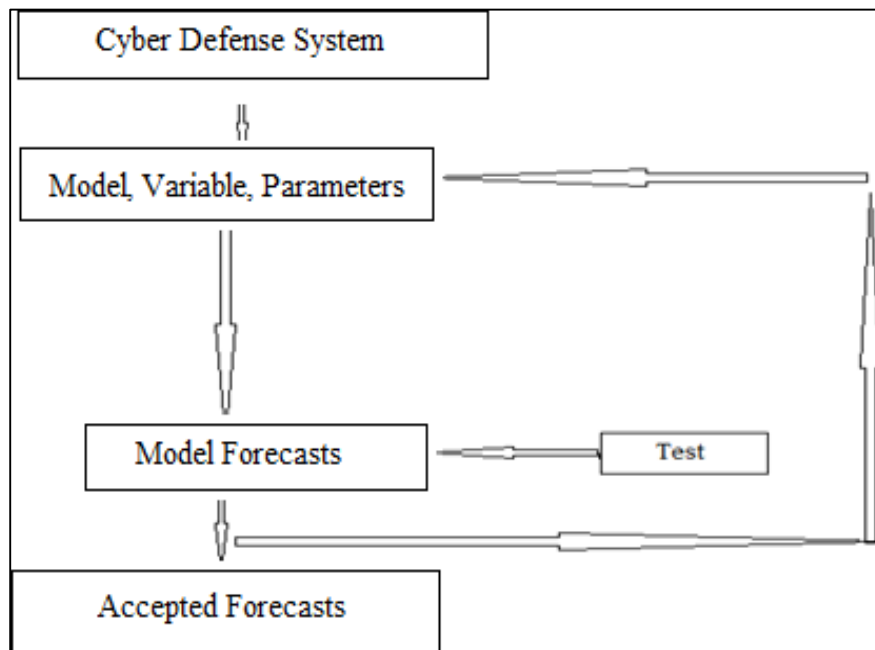 Cyber Defense System
Model, Variable, Parameters
Model Forecasts
Test
Accepted Forecasts